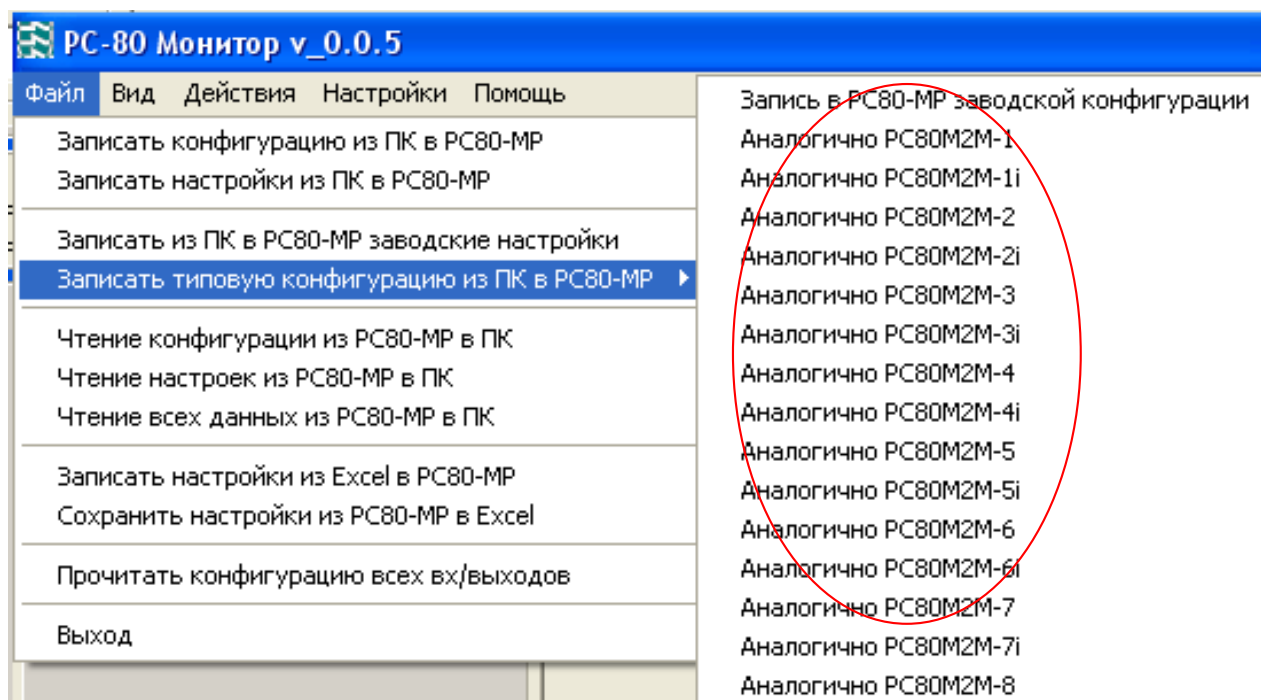 РС-80 Монитор v_0.0.5
Файл Вид Действия Настройки Помощь
Записать конфигурацию из ПК в РС80-МР
Записать настройки из ПК в РС80-МР
Записать из ПК в РС80-МР заводские настройки
Записать типовую конфигурацию из ПК в РС80-МР
Чтение конфигурации из РС80-МР в ПК
Чтение настроек из РС80-МР в ПК
Чтение всех данных из РС80-МР в ПК
Записать настройки из Excel в РС80-МР
Сохранить настройки из РС80-МР в Excel
Прочитать конфигурацию всех вх/выходов
Выход
Запись в РС80-МР заводской конфигурации
Аналогично РС80М2М-1
Аналогично РС80М2М-1i
Аналогично РС80М2М-2
Аналогично РС80М2М-2i
Аналогично РС80М2М-3
Аналогично РС80М2М-3i
Аналогично РС80М2М-4
Аналогично РС80М2М-4i
Аналогично РС80М2М-5
Аналогично РС80М2М-5i
Аналогично РС80М2М-6
Аналогично РС80М2М-6i
Аналогично РС80М2М-7
Аналогично РС80М2М-7i
Аналогично РС80М2М-8